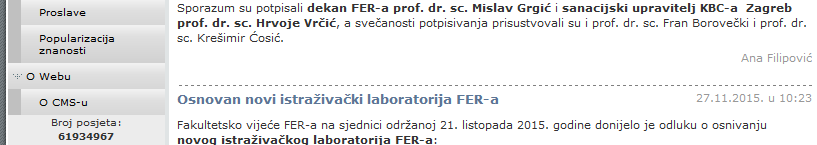 Proslave
Popularizacija
znanosti
O Webu
O CMS-u
Broj posjeta:
61934967
Sporazum su potpisali dekan FER-a prof. dr. sc. Mislav Grgić i sanacijski upravitelj KBC-a Zagreb
prof. dr. sc. Hrvoje Vrčić, a svečanosti potpisivanja prisustvovali su i prof. dr. sc. Fran Borovečki i prof. dr.
sc. Krešimir Ćosić.
Ana Filipović
Osnovan novi istraživački laboratorija FER-a
27.11.2015. u 10:23
Fakultetsko vijeće FER-a na sjednici održanoj 21. listopada 2015. godine donijelo je odluku o osnivanju
novog istraživačkog laboratorija FER-a: